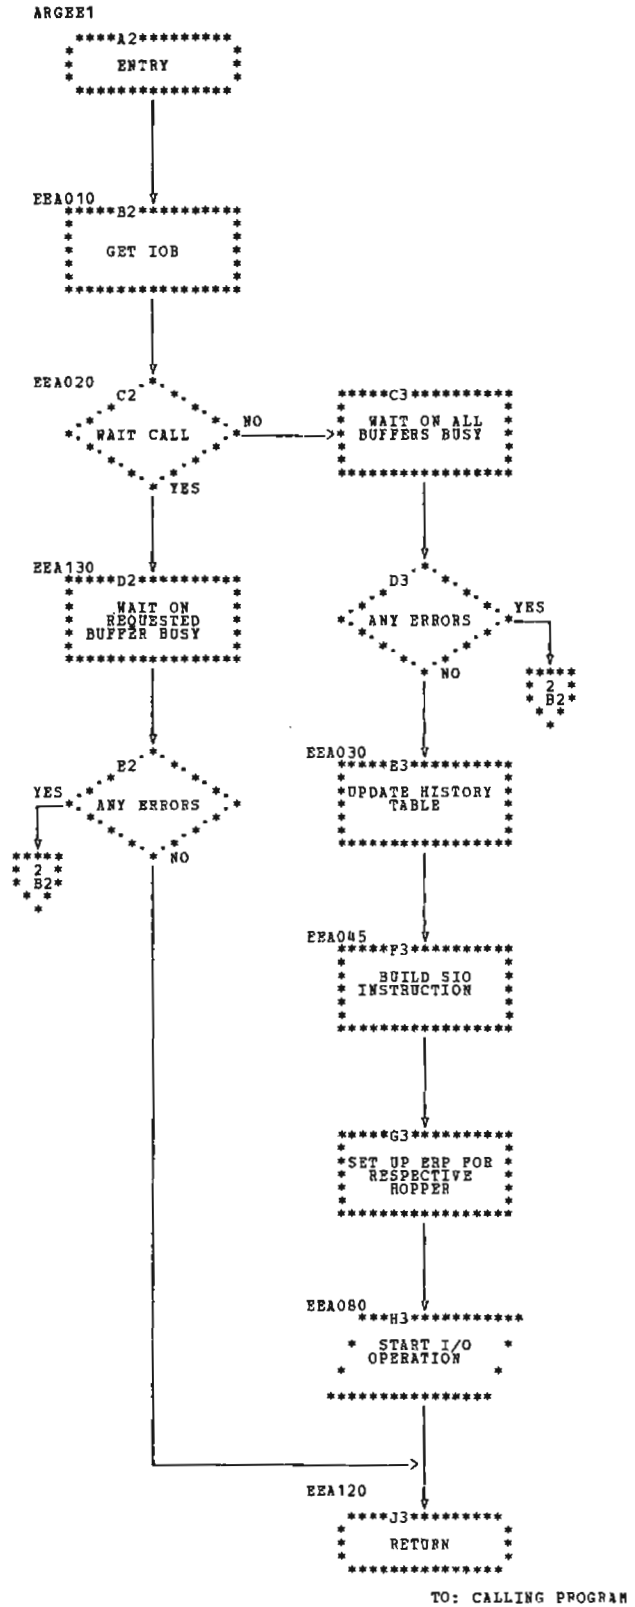 ARGEE1
A2
ENTRY
EEA010
B2
GET IOB
EEA020
C2
WAIT CALL
NO
YES
C3
WAIT ON ALL
BUFFERS BUSY
EEA130
D2
WAIT ON
REQUESTED
BUFFER BUSY
D3
ANY ERRORS
YES
NO
2
B2
E2
ANY ERRORS
YES
NO
2
B2
EEA030
E3
UPDATE HISTORY
TABLE
EEA045
F3
BUILD SIO
INSTRUCTION
G3
SET UP ERP FOR
RESPECTIVE
HOPPER
EEA080
H3
START I/O
OPERATION
EEA120
J3
RETURN
TO: CALLING PROGRAM